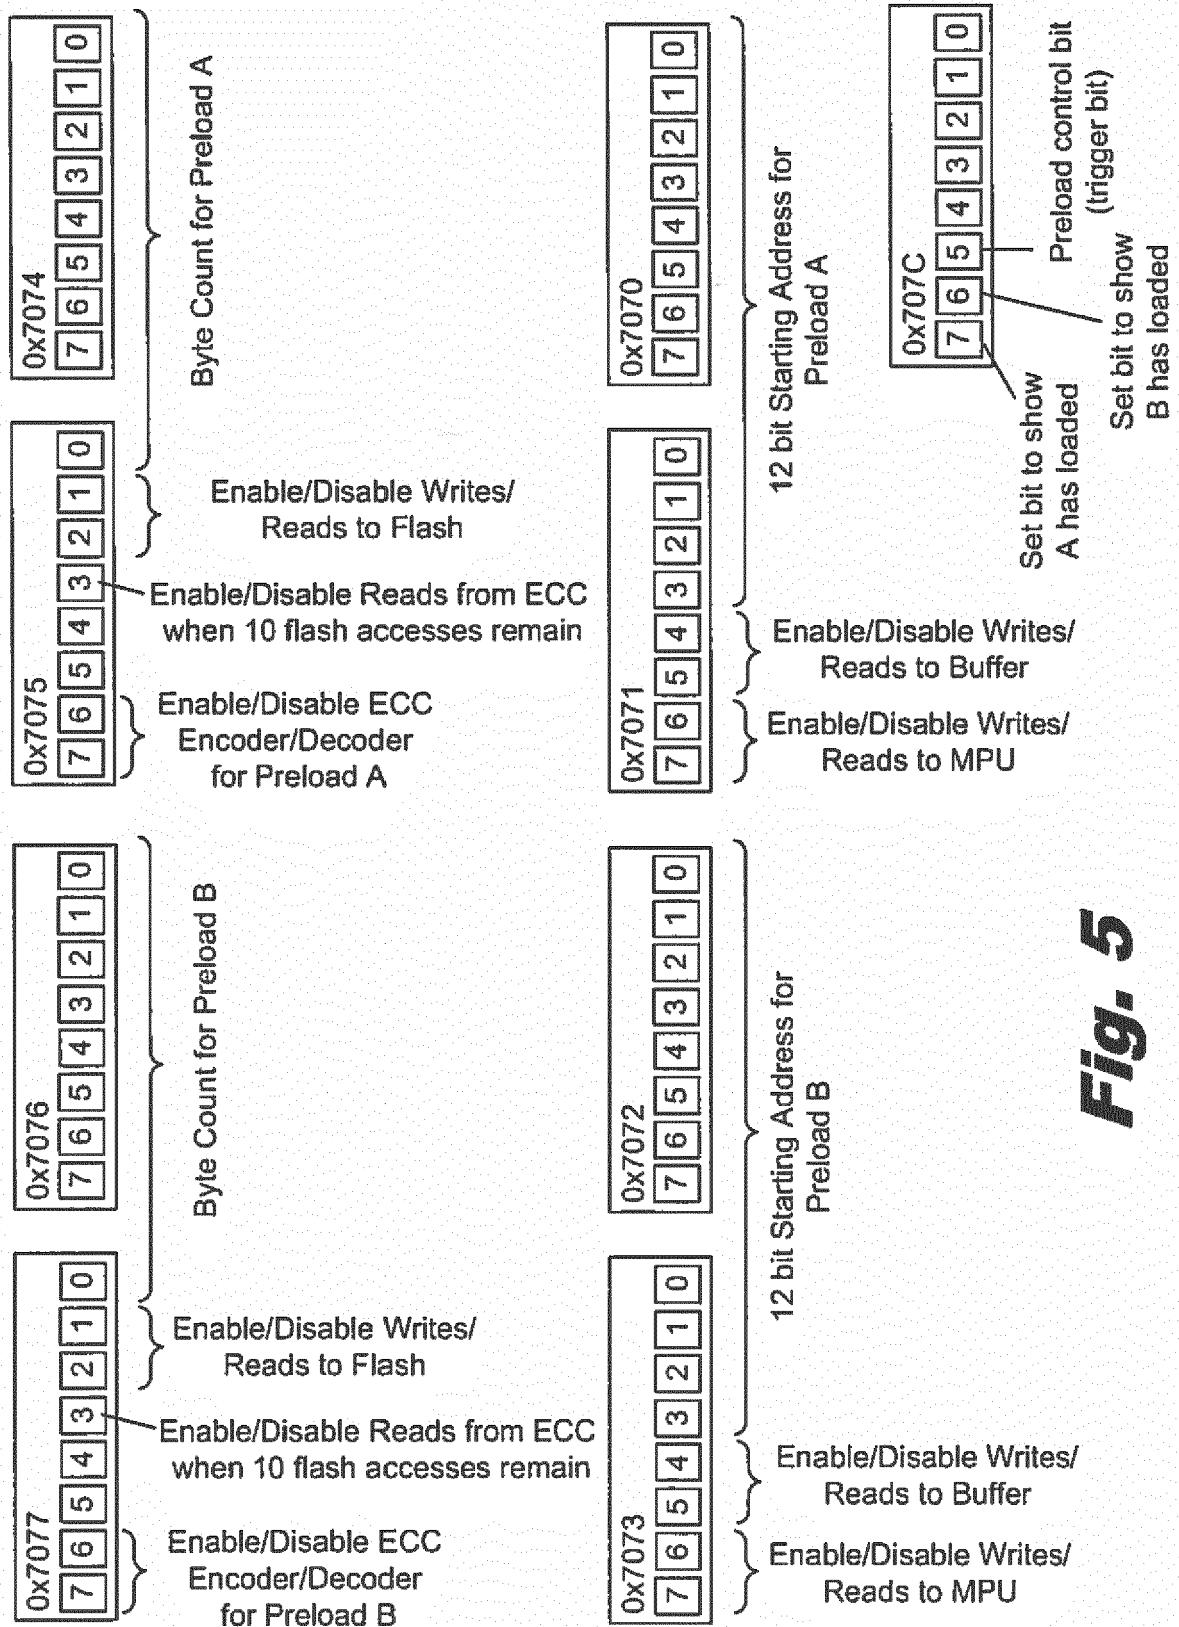 0x7077
7 6 5 4 3 2 1 0
0x7076
7 6 5 4 3 2 1 0
0x7075
7 6 5 4 3 2 1 0
0x7074
7 6 5 4 3 2 1 0
Enable/Disable ECC
Encoder/Decoder
for Preload B
Enable/Disable Reads from ECC
when 10 flash accesses remain
Enable/Disable Writes/
Reads to Flash
Byte Count for Preload B
Enable/Disable ECC
Encoder/Decoder
for Preload A
Enable/Disable Reads from ECC
when 10 flash accesses remain
Enable/Disable Writes/
Reads to Flash
Byte Count for Preload A
0x7073
7 6 5 4 3 2 1 0
0x7072
7 6 5 4 3 2 1 0
0x7071
7 6 5 4 3 2 1 0
0x7070
7 6 5 4 3 2 1 0
Enable/Disable Writes/
Reads to MPU
Enable/Disable Writes/
Reads to Buffer
12 bit Starting Address for
Preload B
Enable/Disable Writes/
Reads to MPU
Enable/Disable Writes/
Reads to Buffer
12 bit Starting Address for
Preload A
0x707C
7 6 5 4 3 2 1 0
Set bit to show
A has loaded
Set bit to show
B has loaded
Preload control bit
(trigger bit)
Fig. 5